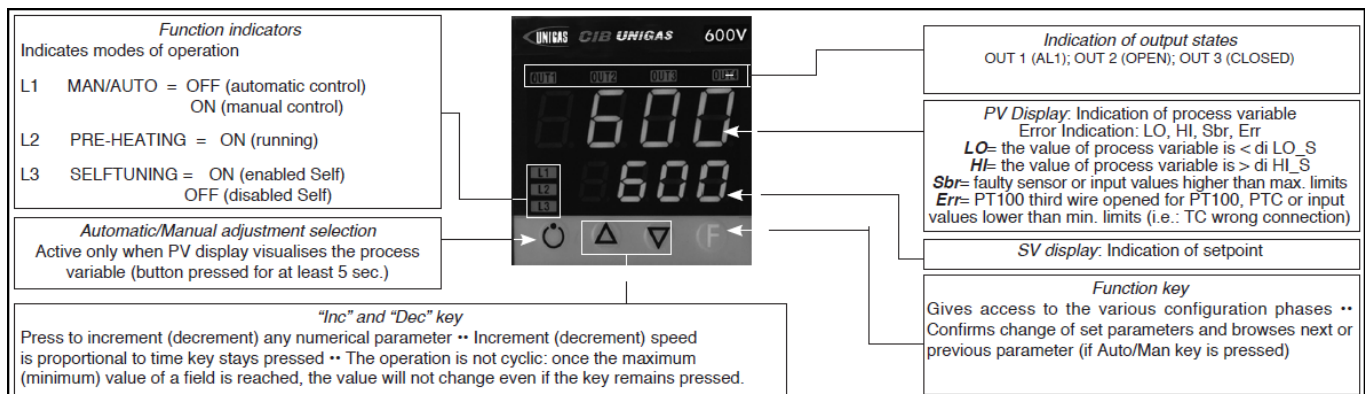 Function indicators
Indicates modes of operation
L1 MAN/AUTO = OFF (automatic control)
ON (manual control)
L2 PRE-HEATING = ON (running)
L3 SELFTUNING = ON (enabled Self)
OFF (disabled Self)
Automatic/Manual adjustment selection
Active only when PV display visualises the process
variable (button pressed for at least 5 sec.)
"Inc" and "Dec" key
Press to increment (decrement) any numerical parameter •• Increment (decrement) speed
is proportional to time key stays pressed •• The operation is not cyclic: once the maximum
(minimum) value of a field is reached, the value will not change even if the key remains pressed.
UNIGAS CIB UNIGAS 600V
OUT1 OUT2 OUT3 OUT4
600
600
L1
L2
L3
F
Indication of output states
OUT 1 (AL1); OUT 2 (OPEN); OUT 3 (CLOSED)
PV Display: Indication of process variable
Error Indication: LO, HI, Sbr, Err
LO= the value of process variable is < di LO_S
HI= the value of process variable is > di HI_S
Sbr= faulty sensor or input values higher than max. limits
Err= PT100 third wire opened for PT100, PTC or input
values lower than min. limits (i.e.: TC wrong connection)
SV display: Indication of setpoint
Function key
Gives access to the various configuration phases ••
Confirms change of set parameters and browses next or
previous parameter (if Auto/Man key is pressed)